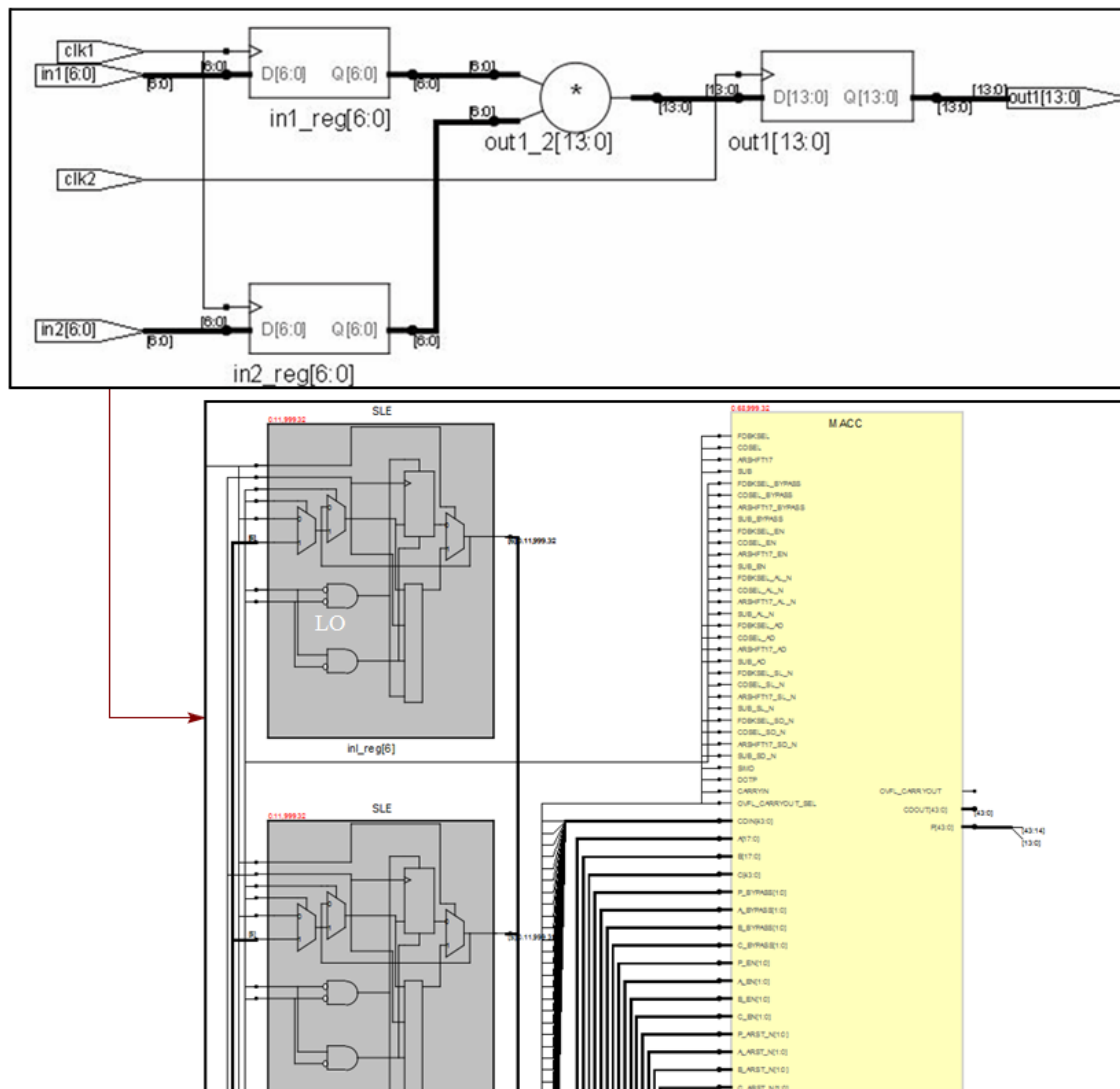 clk1
in1[6:0]
[6:0]
[6:0]
D[6:0]
Q[6:0]
[6:0]
in1_reg[6:0]
[6:0]
[6:0]
*
out1_2[13:0]
[13:0]
[13:0]
D[13:0]
Q[13:0]
out1[13:0]
[13:0]
[13:0]
out1[13:0]
clk2
in2[6:0]
[6:0]
[6:0]
D[6:0]
Q[6:0]
[6:0]
in2_reg[6:0]
SLE
LO
SLE
MACC
FDBKSEL
CDSEL
ARSHFT17
SUB
FDBKSEL_BYPASS
CDSEL_BYPASS
ARSHFT17_BYPASS
SUB_BYPASS
FDBKSEL_EN
CDSEL_EN
ARSHFT17_EN
SUB_EN
FDBKSEL_AL_N
CDSEL_AL_N
ARSHFT17_AL_N
SUB_AL_N
FDBKSEL_AD
CDSEL_AD
ARSHFT17_AD
SUB_AD
FDBKSEL_SL_N
CDSEL_SL_N
ARSHFT17_SL_N
SUB_SL_N
FDBKSEL_SD_N
CDSEL_SD_N
ARSHFT17_SD_N
SUB_SD_N
SIMD
DOTP
CARRYIN
OVFL_CARRYOUT_SEL
CDIN[43:0]
A[17:0]
B[17:0]
C[43:0]
P_BYPASS[1:0]
A_BYPASS[1:0]
B_BYPASS[1:0]
C_BYPASS[1:0]
P_EN[1:0]
A_EN[1:0]
B_EN[1:0]
C_EN[1:0]
P_ARST_N[1:0]
A_ARST_N[1:0]
B_ARST_N[1:0]
OVFL_CARRYOUT
CDOUT[43:0]
[43:0]
P[43:0]
[43:14]
[13:0]